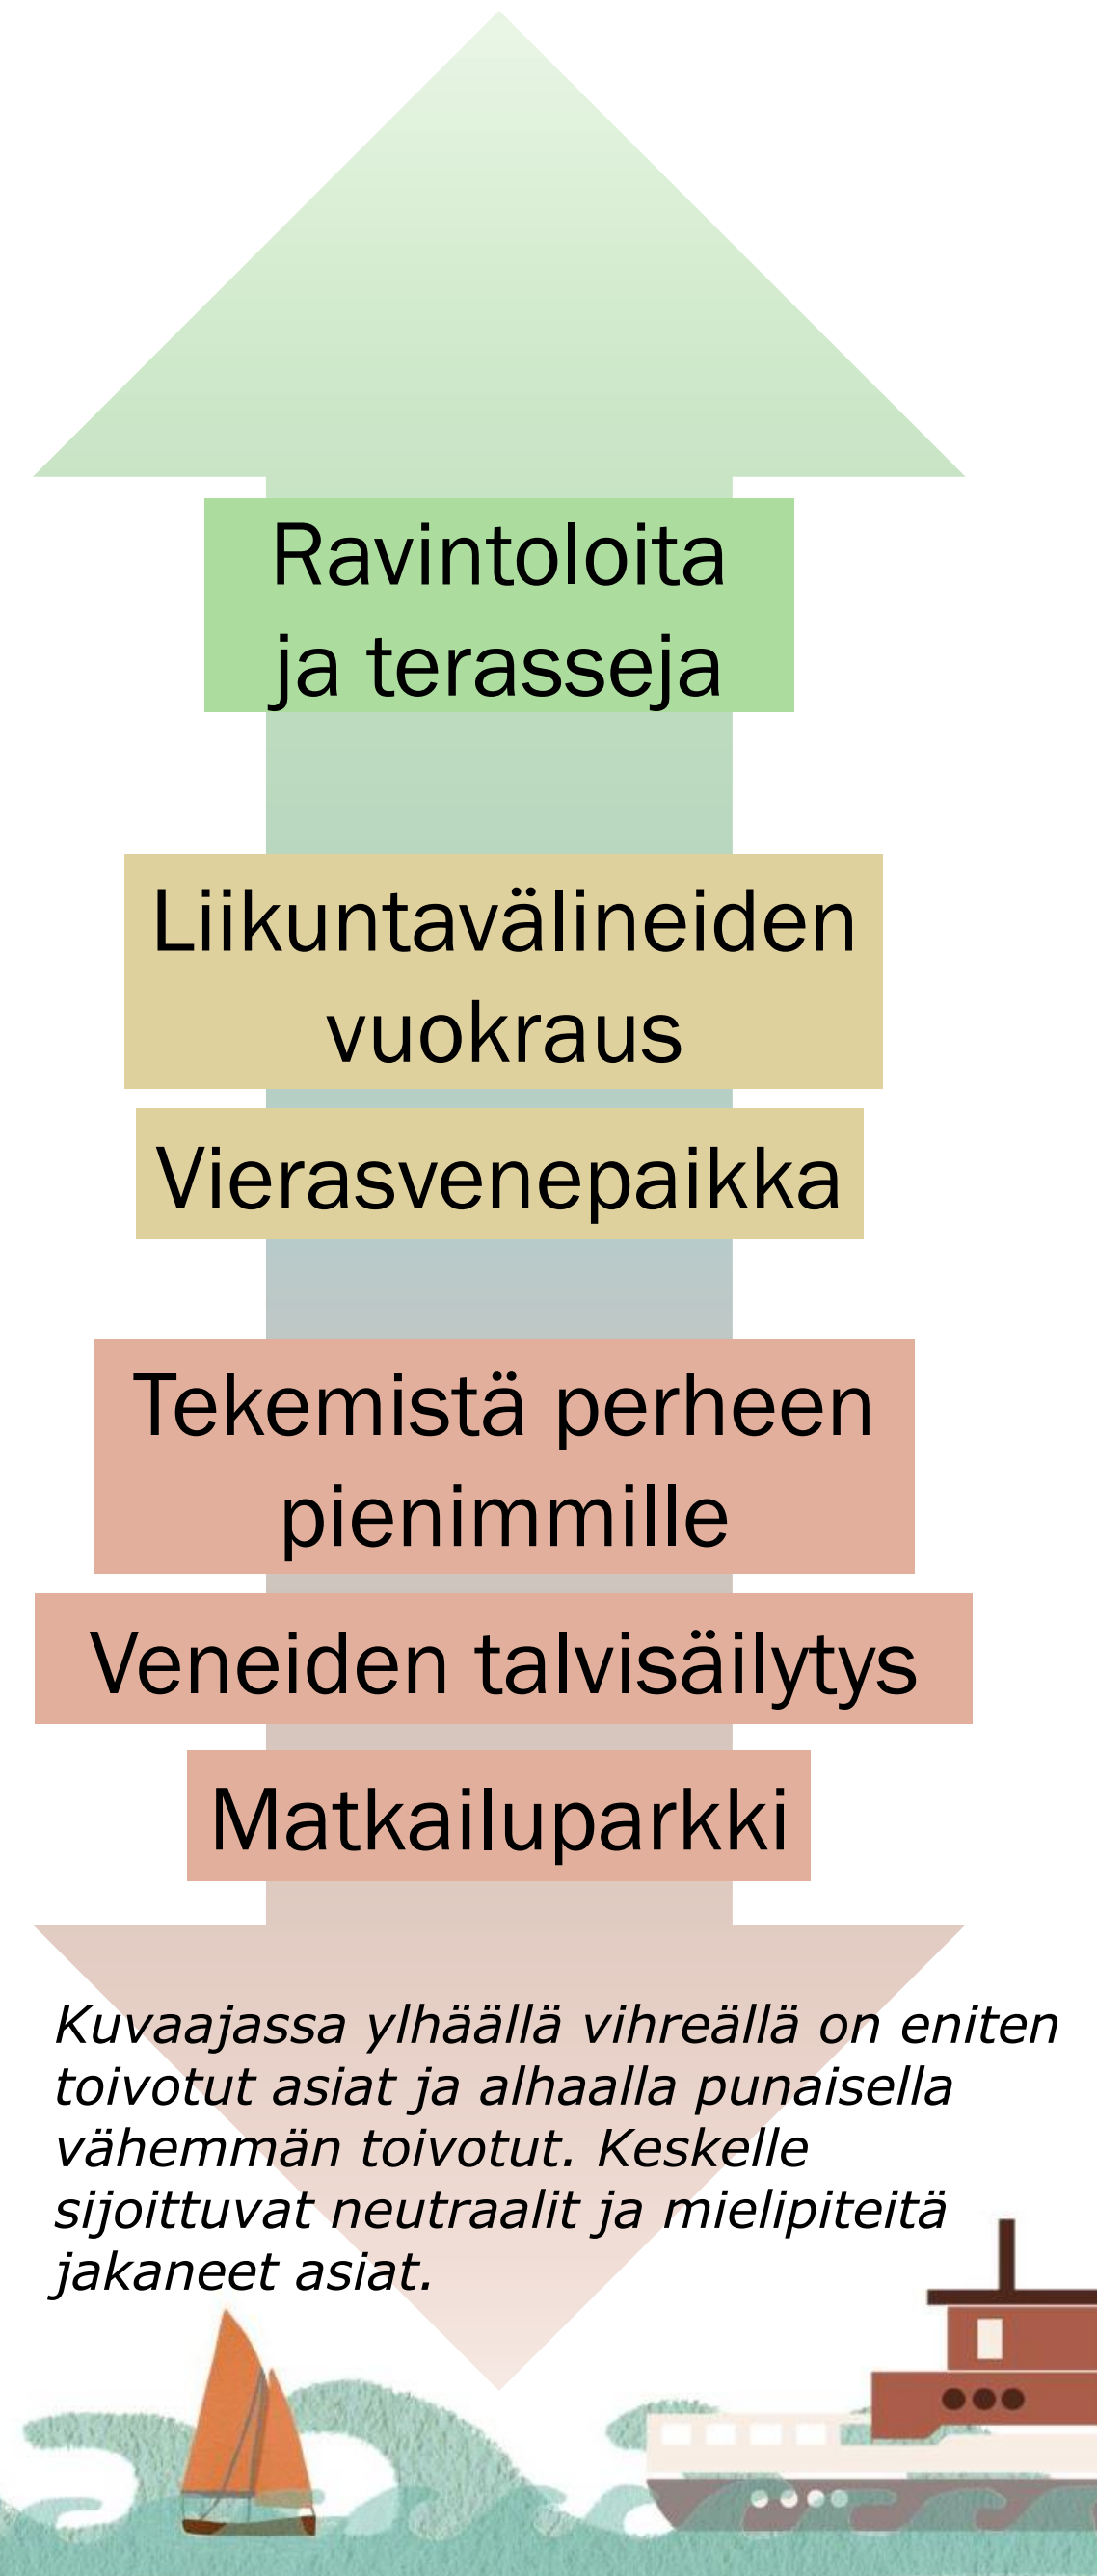 Ravintoloita
ja terasseja
Liikuntavälineiden
vuokraus
Vierasvenepaikka
Tekemistä perheen
pienimmille
Veneiden talvisäilytys
Matkailuparkki
Kuvaajassa ylhäällä vihreällä on eniten
toivotut asiat ja alhaalla punaisella
vähemmän toivotut. Keskelle
sijoittuvat neutraalit ja mielipiteitä
jakaneet asiat.